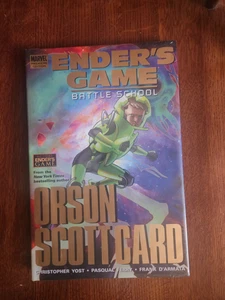 MARVEL
ENDER'S
GAME
BATTLE SCHOOL
ENDER'S
GAME
From the
New York Times
bestselling author
ORSON
SCOTT CARD
CHRISTOPHER YOST • PASQUAL FERRY • FRANK D'ARMATA